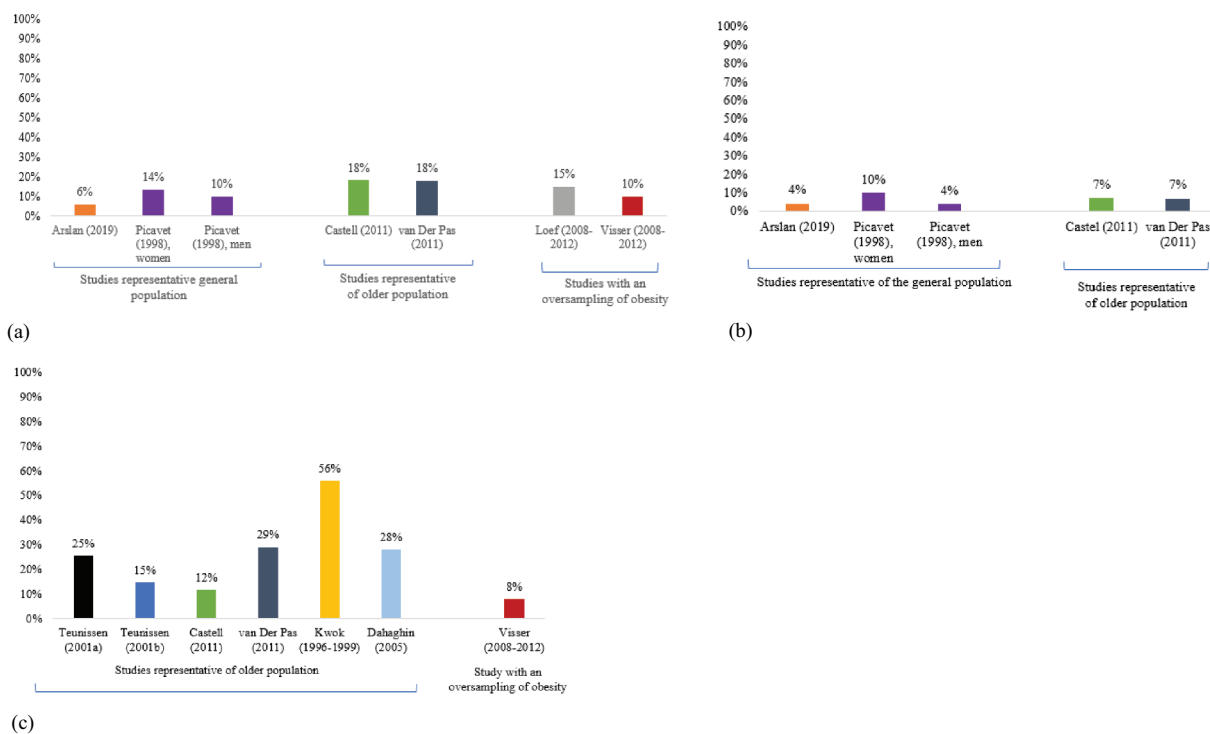 100%
90%
80%
70%
60%
50%
40%
30%
20%
10%
0%
6%
14%
10%
18%
18%
15%
10%
Arslan (2019)
Picavet
(1998),
women
Picavet
(1998), men
Castell (2011)
van Der Pas
(2011)
Loef (2008-
2012)
Visser (2008-
2012)
Studies representative general
population
Studies representative
of older population
Studies with an
oversampling of obesity
(a)
100%
90%
80%
70%
60%
50%
40%
30%
20%
10%
0%
4%
10%
4%
7%
7%
Arslan (2019)
Picavet
(1998),
women
Picavet
(1998), men
Castel (2011)
van Der Pas
(2011)
Studies representative of the general population
Studies representative
of older population
(b)
100%
90%
80%
70%
60%
50%
40%
30%
20%
10%
0%
25%
15%
12%
29%
56%
28%
8%
Teunissen
(2001a)
Teunissen
(2001b)
Castell
(2011)
van Der Pas
(2011)
Kwok
(1996-1999)
Dahaghin
(2005)
Visser
(2008-2012)
Studies representative of older population
Study with an
oversampling of obesity
(c)